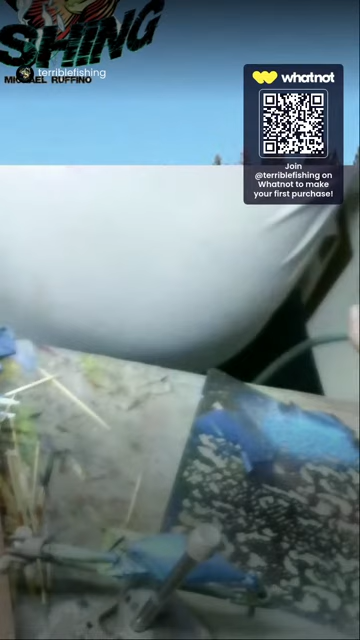 SHING
MICHAEL RUFFINO
terriblefishing
whatnot
Join
@terriblefishing on
Whatnot to make
your first purchase!